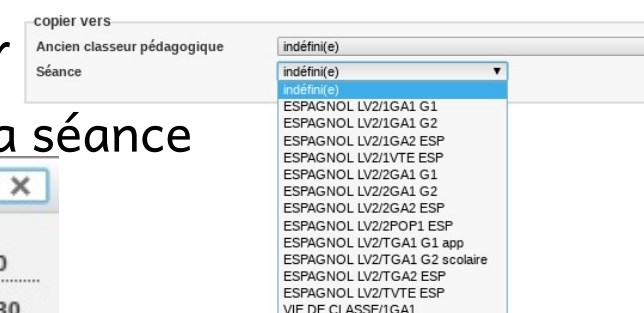 copier vers
r
Ancien classeur pédagogique indéfini(e)
Séance indéfini(e)
indéfini(e)
ESPAGNOL LV2/1GA1 G1
ESPAGNOL LV2/1GA1 G2
a séance
ESPAGNOL LV2/1GA2 ESP
ESPAGNOL LV2/1VTE ESP
ESPAGNOL LV2/2GA1 G1
ESPAGNOL LV2/2GA1 G2
ESPAGNOL LV2/2GA2 ESP
ESPAGNOL LV2/2POP1 ESP
ESPAGNOL LV2/TGA1 G1 app
ESPAGNOL LV2/TGA1 G2 scolaire
0
ESPAGNOL LV2/TGA2 ESP
ESPAGNOL LV2/TVTE ESP
30
VIE DE CLASSE/1GA1